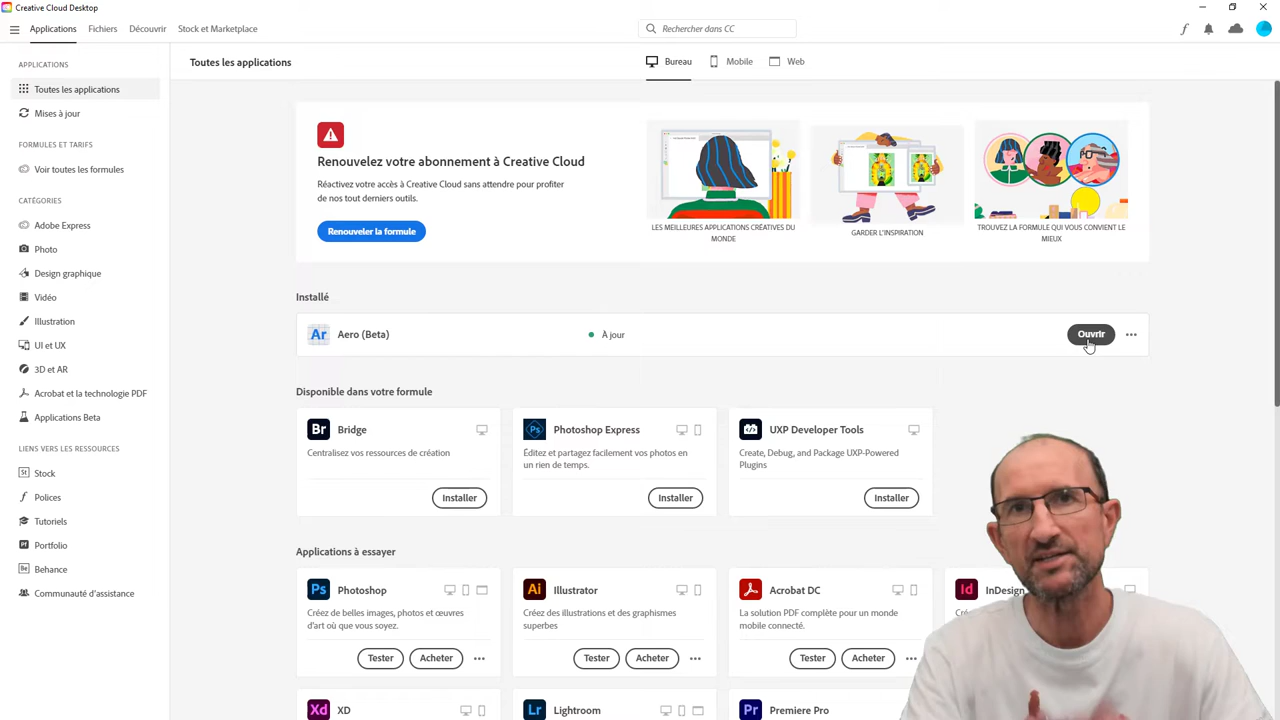 Creative Cloud Desktop
Applications Fichiers Découvrir Stock et Marketplace
Rechercher dans CC
APPLICATIONS
Toutes les applications
Mises à jour
FORMULES ET TARIFS
Voir toutes les formules
CATÉGORIES
Adobe Express
Photo
Design graphique
Vidéo
Illustration
UI et UX
3D et AR
Acrobat et la technologie PDF
Applications Beta
LIENS VERS LES RESSOURCES
Stock
Polices
Tutoriels
Portfolio
Behance
Communauté d'assistance
Toutes les applications
Bureau Mobile Web
Renouvelez votre abonnement à Creative Cloud
Réactivez votre accès à Creative Cloud sans attendre pour profiter
de nos tout derniers outils.
Renouveler la formule
LES MEILLEURES APPLICATIONS CRÉATIVES DU
MONDE
GARDER L'INSPIRATION
TROUVEZ LA FORMULE QUI VOUS CONVIENT LE
MIEUX
Installé
Ar Aero (Beta) À jour Ouvrir
Disponible dans votre formule
Br Bridge
Centralisez vos ressources de création
Installer
Ps Photoshop Express
Éditez et partagez facilement vos photos en
un rien de temps.
Installer
UXP Developer Tools
Create, Debug, and Package UXP-Powered
Plugins
Installer
Applications à essayer
Ps Photoshop
Créez de belles images, photos et œuvres
d'art où que vous soyez.
Tester Acheter
Ai Illustrator
Créez des illustrations et des graphismes
superbes
Tester Acheter
Acrobat DC
La solution PDF complète pour un monde
mobile connecté.
Tester Acheter
Id InDesign
Xd XD
Lr Lightroom
Pr Premiere Pro